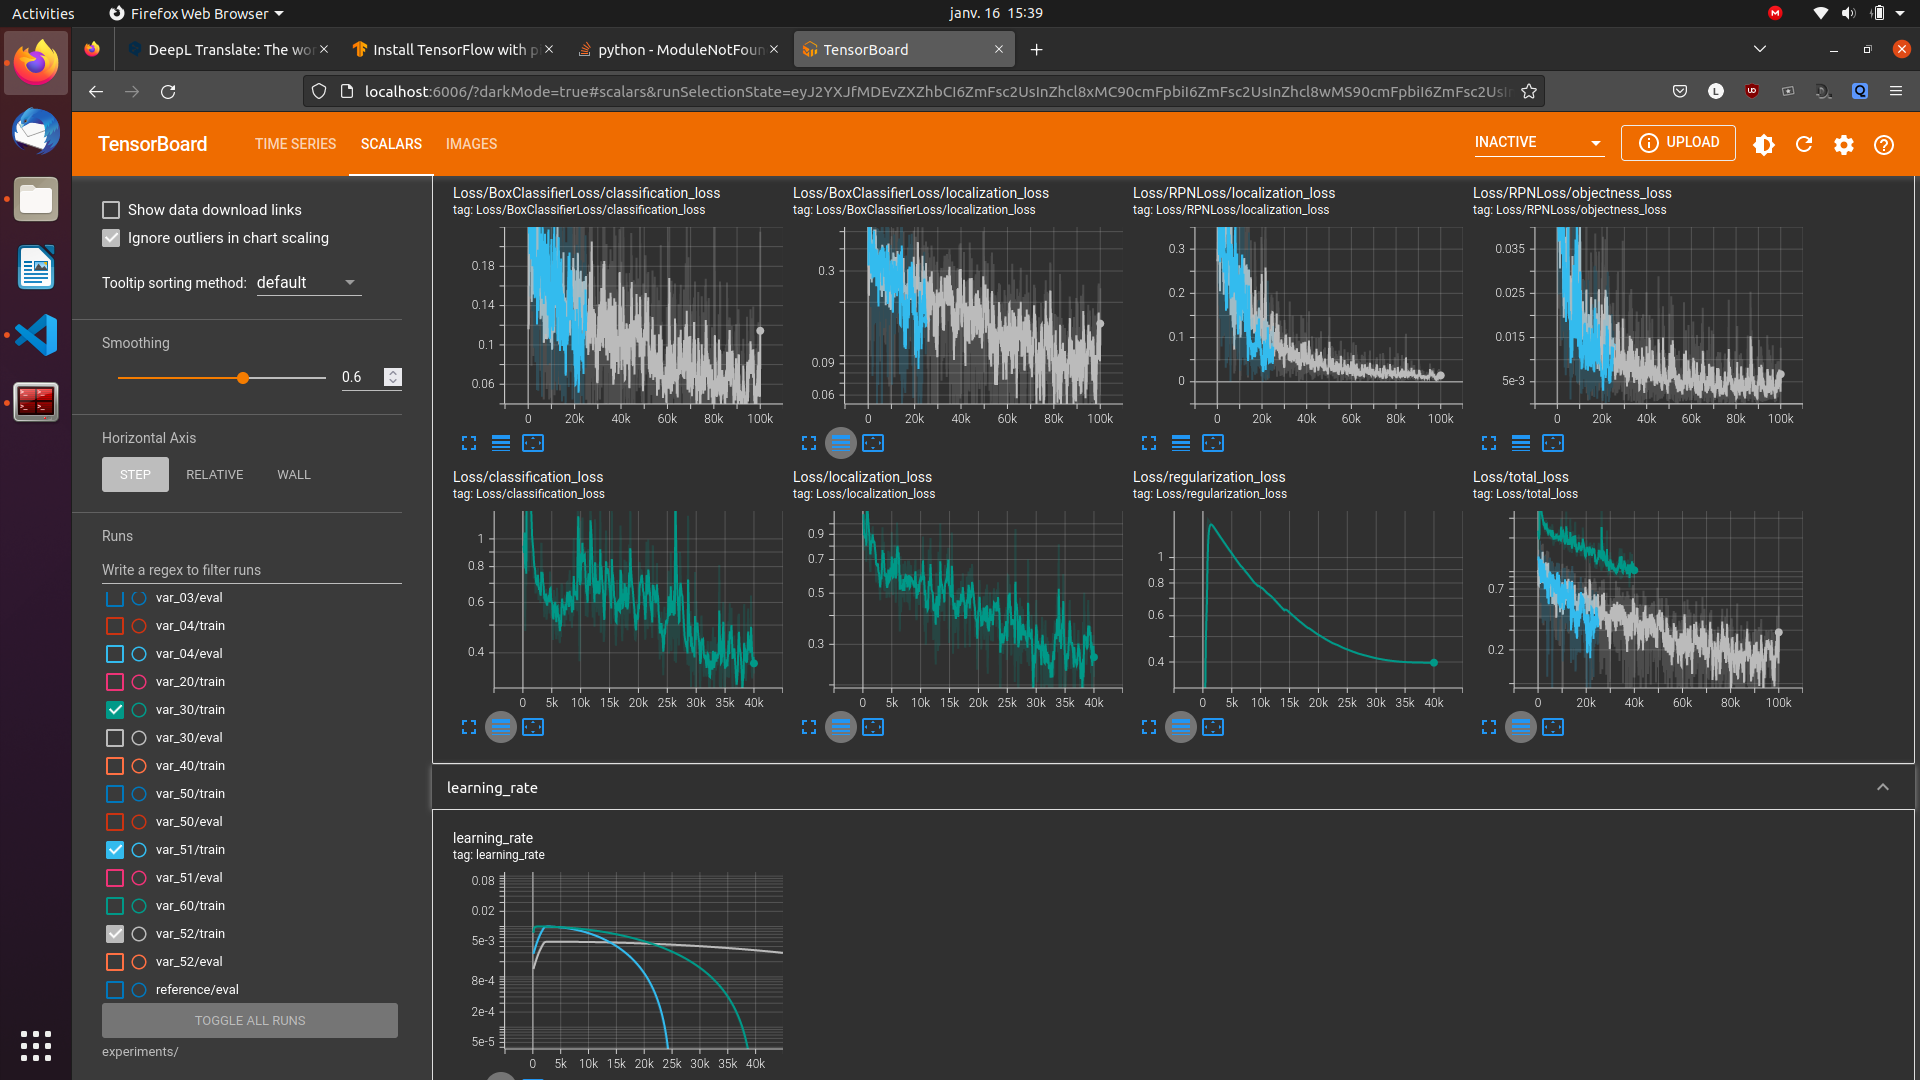 Activities
Firefox Web Browser
janv. 16 15:39
DeepL Translate: The wor
Install TensorFlow with p
python - ModuleNotFoun
TensorBoard
localhost:6006/?darkMode=true#scalars&runSelectionState=
TensorBoard
TIME SERIES
SCALARS
IMAGES
INACTIVE
UPLOAD
Show data download links
Ignore outliers in chart scaling
Tooltip sorting method: default
Smoothing
0.6
Horizontal Axis
STEP
RELATIVE
WALL
Runs
Write a regex to filter runs
var_03/eval
var_04/train
var_04/eval
var_20/train
var_30/train
var_30/eval
var_40/train
var_50/train
var_50/eval
var_51/train
var_51/eval
var_60/train
var_52/train
var_52/eval
reference/eval
TOGGLE ALL RUNS
experiments/
Loss/BoxClassifierLoss/classification_loss
tag: Loss/BoxClassifierLoss/classification_loss
0.18
0.14
0.1
0.06
0 20k 40k 60k 80k 100k
Loss/BoxClassifierLoss/localization_loss
tag: Loss/BoxClassifierLoss/localization_loss
0.3
0.09
0.06
0 20k 40k 60k 80k 100k
Loss/RPNLoss/localization_loss
tag: Loss/RPNLoss/localization_loss
0.3
0.2
0.1
0
0 20k 40k 60k 80k 100k
Loss/RPNLoss/objectness_loss
tag: Loss/RPNLoss/objectness_loss
0.035
0.025
0.015
5e-3
0 20k 40k 60k 80k 100k
Loss/classification_loss
tag: Loss/classification_loss
1
0.8
0.6
0.4
0 5k 10k 15k 20k 25k 30k 35k 40k
Loss/localization_loss
tag: Loss/localization_loss
0.9
0.7
0.5
0.3
0 5k 10k 15k 20k 25k 30k 35k 40k
Loss/regularization_loss
tag: Loss/regularization_loss
1
0.8
0.6
0.4
0 5k 10k 15k 20k 25k 30k 35k 40k
Loss/total_loss
tag: Loss/total_loss
0.7
0.2
0 20k 40k 60k 80k 100k
learning_rate
learning_rate
tag: learning_rate
0.08
0.02
5e-3
8e-4
2e-4
5e-5
0 5k 10k 15k 20k 25k 30k 35k 40k